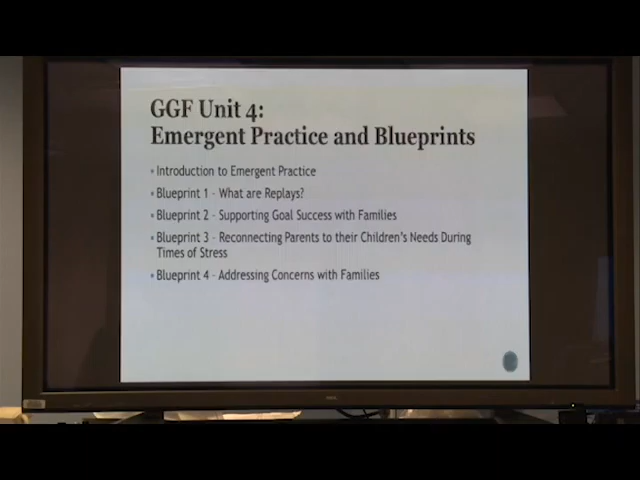 GGF Unit 4:
Emergent Practice and Blueprints
▪ Introduction to Emergent Practice
▪ Blueprint 1 – What are Replays?
▪ Blueprint 2 – Supporting Goal Success with Families
▪ Blueprint 3 – Reconnecting Parents to their Children's Needs During
Times of Stress
▪ Blueprint 4 – Addressing Concerns with Families